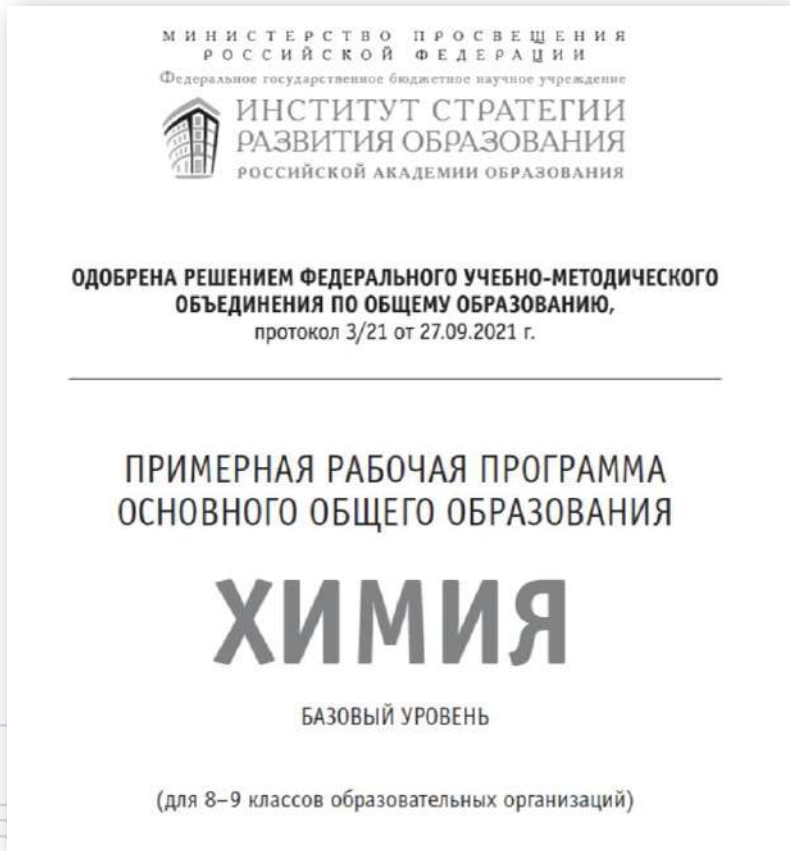 МИНИСТЕРСТВО ПРОСВЕЩЕНИЯ
РОССИЙСКОЙ ФЕДЕРАЦИИ
Федеральное государственное бюджетное научное учреждение
ИНСТИТУТ СТРАТЕГИИ
РАЗВИТИЯ ОБРАЗОВАНИЯ
РОССИЙСКОЙ АКАДЕМИИ ОБРАЗОВАНИЯ
ОДОБРЕНА РЕШЕНИЕМ ФЕДЕРАЛЬНОГО УЧЕБНО-МЕТОДИЧЕСКОГО
ОБЪЕДИНЕНИЯ ПО ОБЩЕМУ ОБРАЗОВАНИЮ,
протокол 3/21 от 27.09.2021 г.
ПРИМЕРНАЯ РАБОЧАЯ ПРОГРАММА
ОСНОВНОГО ОБЩЕГО ОБРАЗОВАНИЯ
ХИМИЯ
БАЗОВЫЙ УРОВЕНЬ
(для 8–9 классов образовательных организаций)